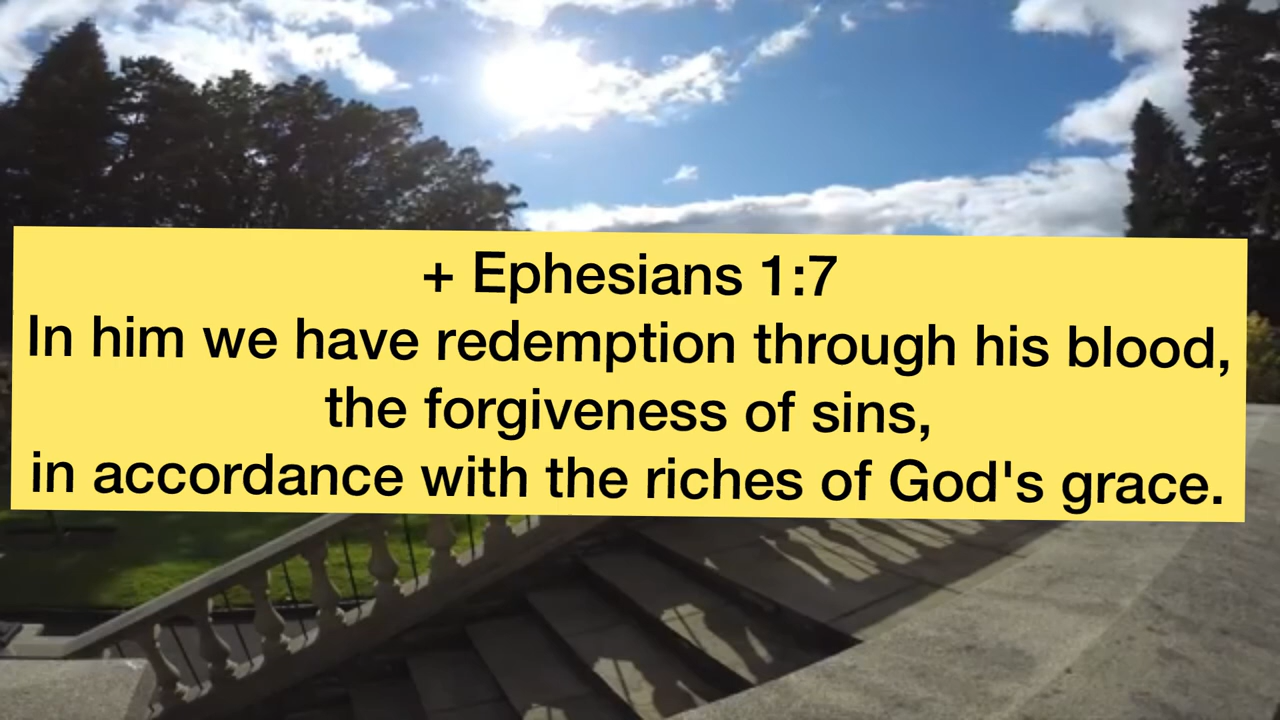 + Ephesians 1:7
In him we have redemption through his blood,
the forgiveness of sins,
in accordance with the riches of God's grace.